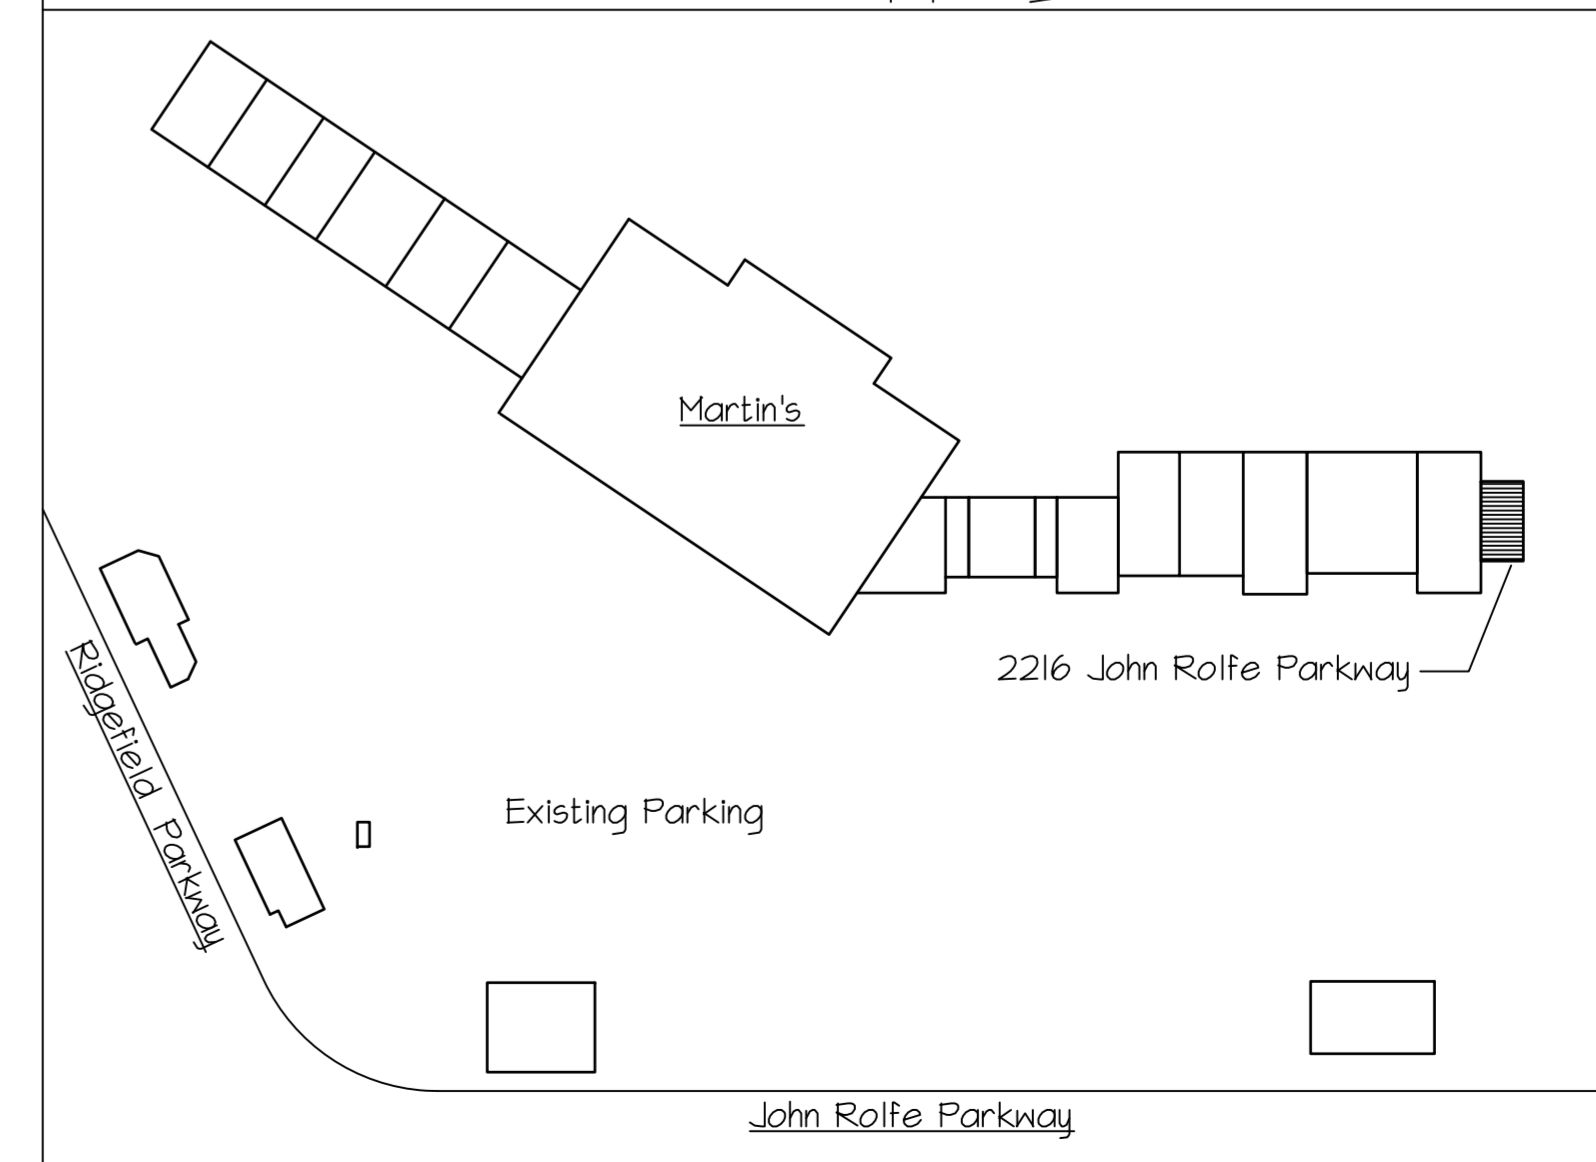 Martin's
2216 John Rolfe Parkway
Ridgefield Parkway
Existing Parking
John Rolfe Parkway